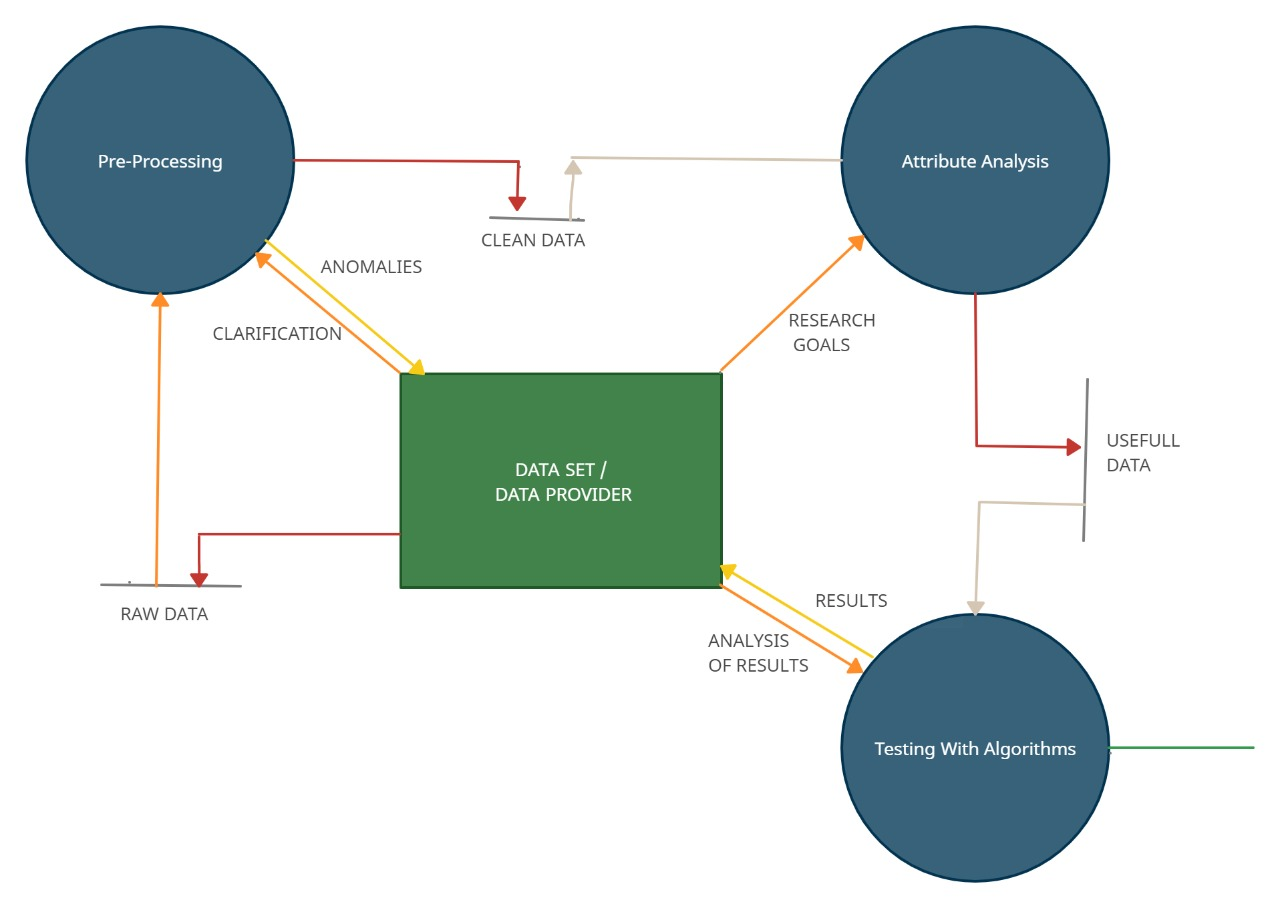 Pre-Processing
Attribute Analysis
CLEAN DATA
ANOMALIES
CLARIFICATION
RESEARCH
GOALS
USEFULL
DATA
DATA SET /
DATA PROVIDER
RAW DATA
RESULTS
ANALYSIS
OF RESULTS
Testing With Algorithms